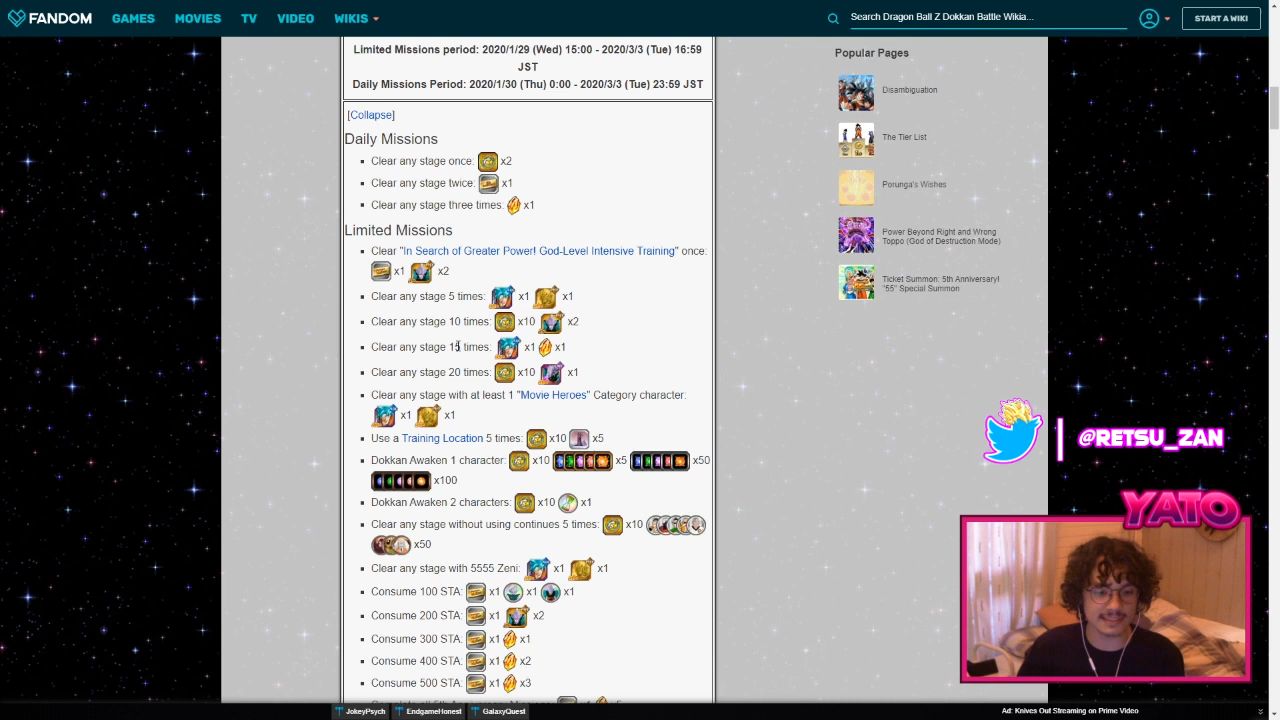 FANDOM GAMES MOVIES TV VIDEO WIKIS Search Dragon Ball Z Dokkan Battle Wikia... START A WIKI
Limited Missions period: 2020/1/29 (Wed) 15:00 - 2020/3/3 (Tue) 16:59
JST
Daily Missions Period: 2020/1/30 (Thu) 0:00 - 2020/3/3 (Tue) 23:59 JST
[Collapse]
Daily Missions
Clear any stage once: x2
Clear any stage twice: x1
Clear any stage three times: x1
Limited Missions
Clear "In Search of Greater Power! God-Level Intensive Training" once:
x1 x2
Clear any stage 5 times: x1 x1
Clear any stage 10 times: x10 x2
Clear any stage 15 times: x1 x1
Clear any stage 20 times: x10 x1
Clear any stage with at least 1 "Movie Heroes" Category character:
x1 x1
Use a Training Location 5 times: x10 x5
Dokkan Awaken 1 character: x10 x5 x50
x100
Dokkan Awaken 2 characters: x10 x1
Clear any stage without using continues 5 times: x10
x50
Clear any stage with 5555 Zeni: x1 x1
Consume 100 STA: x1 x1 x1
Consume 200 STA: x1 x2
Consume 300 STA: x1 x1
Consume 400 STA: x1 x2
Consume 500 STA: x1 x3
Popular Pages
Disambiguation
The Tier List
Porunga's Wishes
Power Beyond Right and Wrong
Toppo (God of Destruction Mode)
Ticket Summon: 5th Anniversary!
"55" Special Summon
@RETSU_ZAN
YATO
JokeyPsych EndgameHonest GalaxyQuest Ad: Knives Out Streaming on Prime Video